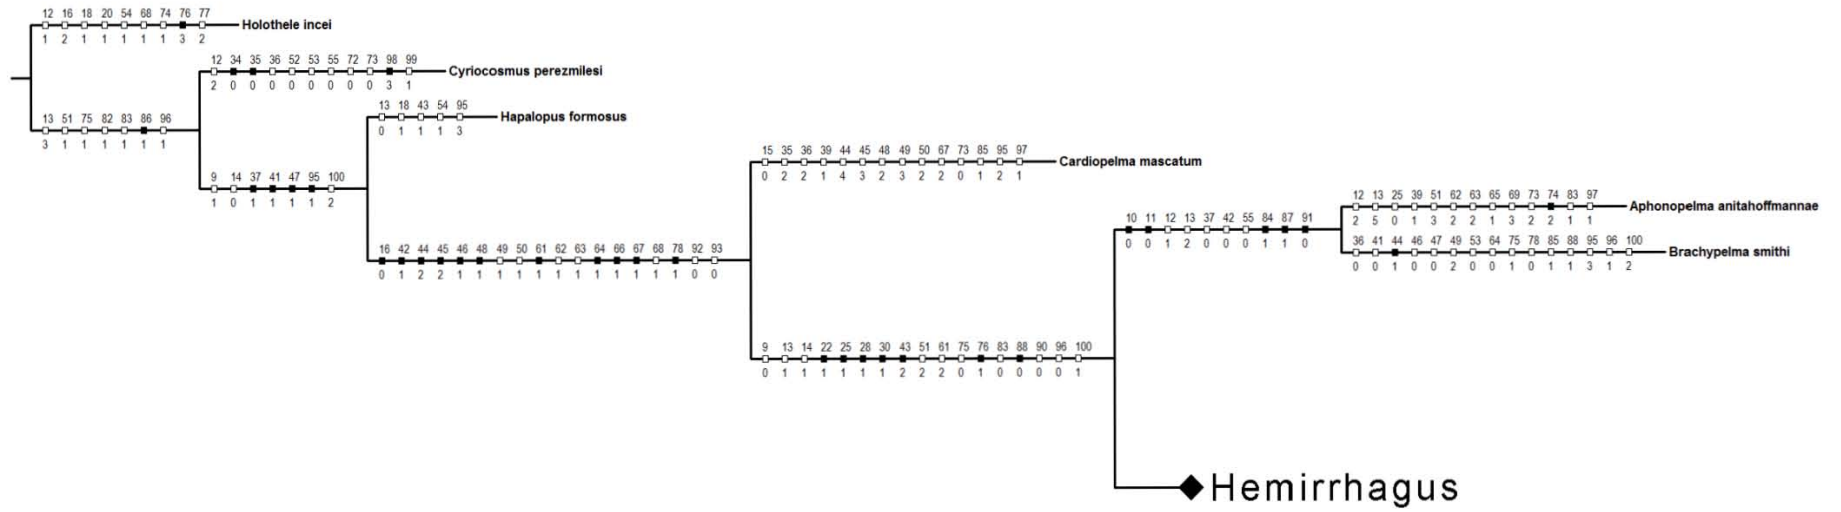 12 16 18 20 54 68 74 76 77
Holothele incei
1 2 1 1 1 1 1 3 2
12 34 35 36 52 53 55 72 73 98 99
Cyriocosmus perezmilesi
2 0 0 0 0 0 0 0 0 3 1
13 18 43 54 95
Hapalopus formosus
0 1 1 1 3
13 51 75 82 83 86 96
3 1 1 1 1 1 1
15 35 36 39 44 45 48 49 50 67 73 85 95 97
Cardiopelma mascatum
0 2 2 1 4 3 2 3 2 2 0 1 2 1
9 14 37 41 47 95 100
1 0 1 1 1 1 2
12 13 25 39 51 62 63 65 69 73 74 83 97
Aphonopelma anitahoffmannae
2 5 0 1 3 2 2 1 3 2 2 1 1
10 11 12 13 37 42 55 84 87 91
0 0 1 2 0 0 0 1 1 0
36 41 44 46 47 49 53 64 75 78 85 88 95 96 100
Brachypelma smithi
0 0 1 0 0 2 0 0 1 0 1 1 3 1 2
16 42 44 45 46 48 49 50 61 62 63 64 66 67 68 78 92 93
0 1 2 2 1 1 1 1 1 1 1 1 1 1 1 1 0 0
9 13 14 22 25 28 30 43 51 61 75 76 83 88 90 96 100
0 1 1 1 1 1 1 2 2 2 0 1 0 0 0 0 1
Hemirrhagus